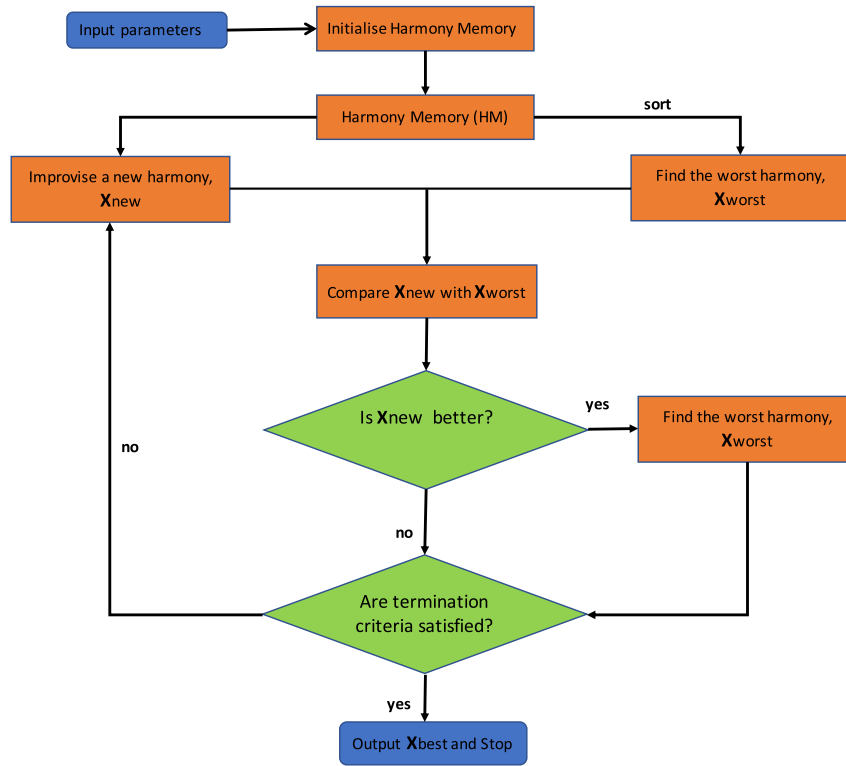 Input parameters
Initialise Harmony Memory
Harmony Memory (HM)
sort
Improvise a new harmony,
Xnew
Find the worst harmony,
Xworst
Compare Xnew with Xworst
Is Xnew better?
yes
Find the worst harmony,
Xworst
no
no
Are termination
criteria satisfied?
yes
Output Xbest and Stop